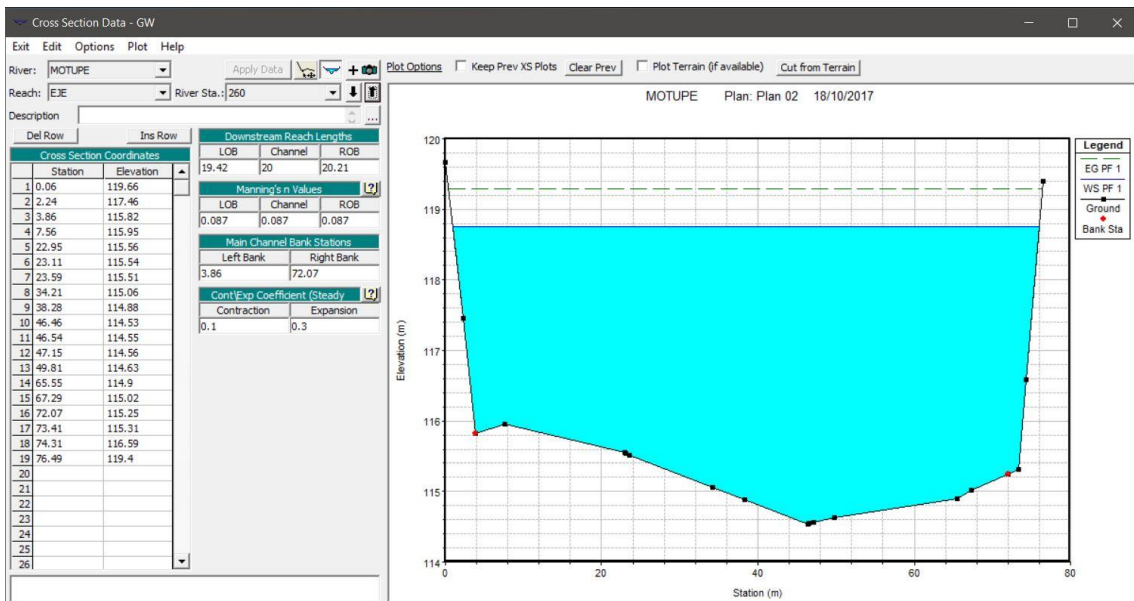 Cross Section Data - GW
Exit Edit Options Plot Help
River: MOTUPE Apply Data
Reach: EJE River Sta.: 260
Description ...
Plot Options Keep Prev XS Plots Clear Prev Plot Terrain (if available) Cut from Terrain
Del Row Ins Row
Cross Section Coordinates
Station Elevation
1 0.06 119.66
2 2.24 117.46
3 3.86 115.82
4 7.56 115.95
5 22.95 115.56
6 23.11 115.54
7 23.59 115.51
8 34.21 115.06
9 38.28 114.88
10 46.46 114.53
11 46.54 114.55
12 47.15 114.56
13 49.81 114.63
14 65.55 114.9
15 67.29 115.02
16 72.07 115.25
17 73.41 115.31
18 74.31 116.59
19 76.49 119.4
20
21
22
23
24
25
26
Downstream Reach Lengths
LOB Channel ROB
19.42 20 20.21
Manning's n Values ?
LOB Channel ROB
0.087 0.087 0.087
Main Channel Bank Stations
Left Bank Right Bank
3.86 72.07
Cont\Exp Coefficient (Steady ?
Contraction Expansion
0.1 0.3
MOTUPE Plan: Plan 02 18/10/2017
120
119
118
117
116
115
114
Elevation (m)
0 20 40 60 80
Station (m)
Legend
EG PF 1
WS PF 1
Ground
Bank Sta